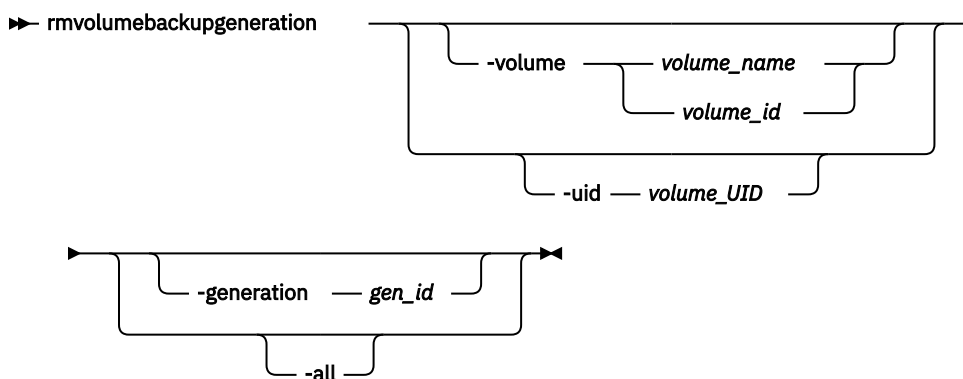 rmvolumebackupgeneration
-volume volume_name
volume_id
-uid volume_UID
-generation gen_id
-all